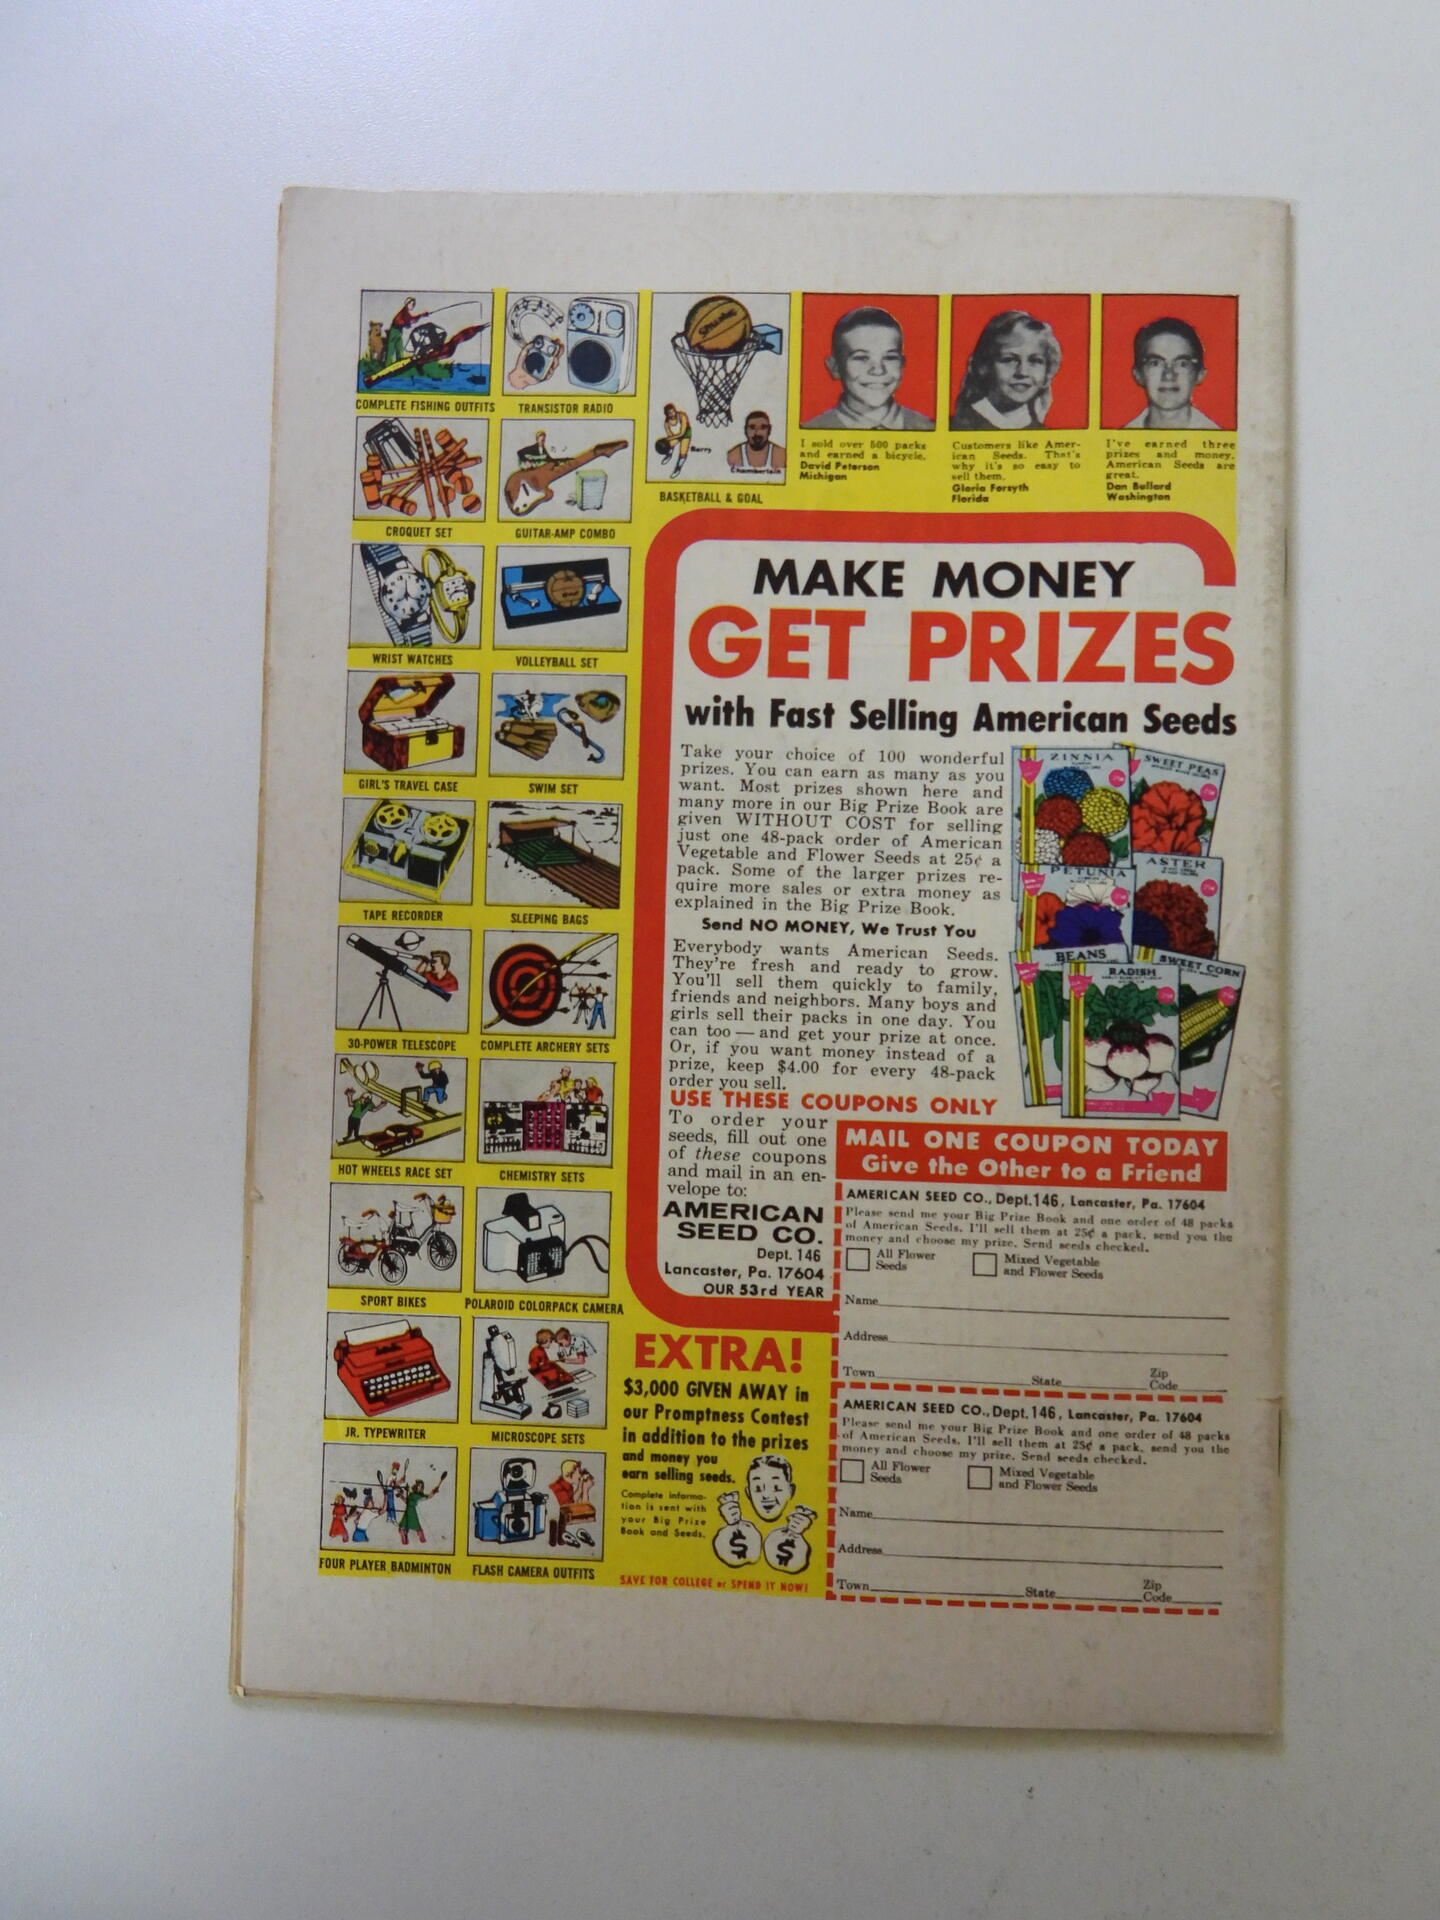 COMPLETE FISHING OUTFITS
TRANSISTOR RADIO
SPALDING
Barry
Chamberlain
BASKETBALL & GOAL
I sold over 500 packs
and earned a bicycle.
David Peterson
Michigan
Customers like Amer-
ican Seeds. That's
why it's so easy to
sell them.
Gloria Forsyth
Florida
I've earned three
prizes and money.
American Seeds are
great.
Dan Bullard
Washington
CROQUET SET
GUITAR-AMP COMBO
WRIST WATCHES
VOLLEYBALL SET
GIRL'S TRAVEL CASE
SWIM SET
TAPE RECORDER
SLEEPING BAGS
30-POWER TELESCOPE
COMPLETE ARCHERY SETS
HOT WHEELS RACE SET
CHEMISTRY SETS
SPORT BIKES
POLAROID COLORPACK CAMERA
JR. TYPEWRITER
MICROSCOPE SETS
FOUR PLAYER BADMINTON
FLASH CAMERA OUTFITS
MAKE MONEY
GET PRIZES
with Fast Selling American Seeds
Take your choice of 100 wonderful
prizes. You can earn as many as you
want. Most prizes shown here and
many more in our Big Prize Book are
given WITHOUT COST for selling
just one 48-pack order of American
Vegetable and Flower Seeds at 25¢ a
pack. Some of the larger prizes re-
quire more sales or extra money as
explained in the Big Prize Book.
Send NO MONEY, We Trust You
Everybody wants American Seeds.
They're fresh and ready to grow.
You'll sell them quickly to family,
friends and neighbors. Many boys and
girls sell their packs in one day. You
can too — and get your prize at once.
Or, if you want money instead of a
prize, keep $4.00 for every 48-pack
order you sell.
ZINNIA
SWEET PEAS
PETUNIA
ASTER
BEANS
RADISH
SWEET CORN
USE THESE COUPONS ONLY
To order your
seeds, fill out one
of these coupons
and mail in an en-
velope to:
AMERICAN
SEED CO.
Dept. 146
Lancaster, Pa. 17604
OUR 53rd YEAR
MAIL ONE COUPON TODAY
Give the Other to a Friend
AMERICAN SEED CO., Dept. 146, Lancaster, Pa. 17604
Please send me your Big Prize Book and one order of 48 packs
of American Seeds. I'll sell them at 25¢ a pack, send you the
money and choose my prize. Send seeds checked.
All Flower
Seeds
Mixed Vegetable
and Flower Seeds
Name
Address
Town State Zip
Code
AMERICAN SEED CO., Dept. 146, Lancaster, Pa. 17604
Please send me your Big Prize Book and one order of 48 packs
of American Seeds. I'll sell them at 25¢ a pack, send you the
money and choose my prize. Send seeds checked.
All Flower
Seeds
Mixed Vegetable
and Flower Seeds
Name
Address
Town State Zip
Code
EXTRA!
$3,000 GIVEN AWAY in
our Promptness Contest
in addition to the prizes
and money you
earn selling seeds.
Complete informa-
tion is sent with
your Big Prize
Book and Seeds.
$ $
SAVE FOR COLLEGE or SPEND IT NOW!